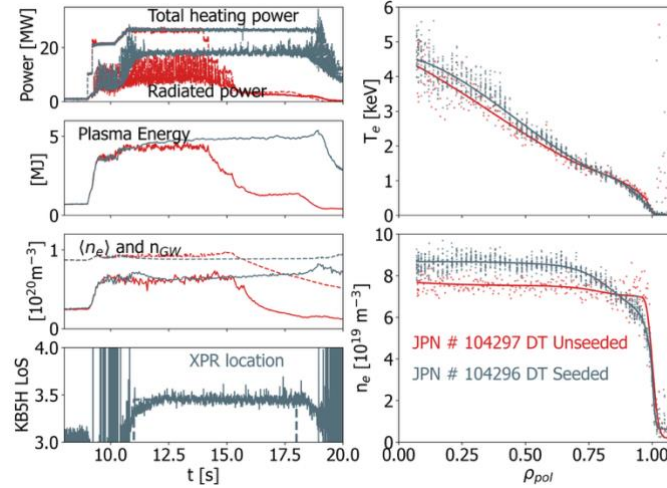 Total heating power
Power [MW]
20
0
Radiated power
Plasma Energy
[MJ]
5
0
⟨n_e⟩ and n_GW
[10^20 m^-3]
1
0
XPR location
KB5H LoS
4.0
3.5
3.0
10.0 12.5 15.0 17.5 20.0
t [s]
T_e [keV]
6
5
4
3
2
1
0
n_e [10^19 m^-3]
10
8
6
4
2
0
JPN # 104297 DT Unseeded
JPN # 104296 DT Seeded
0.00 0.25 0.50 0.75 1.00
ρ_pol